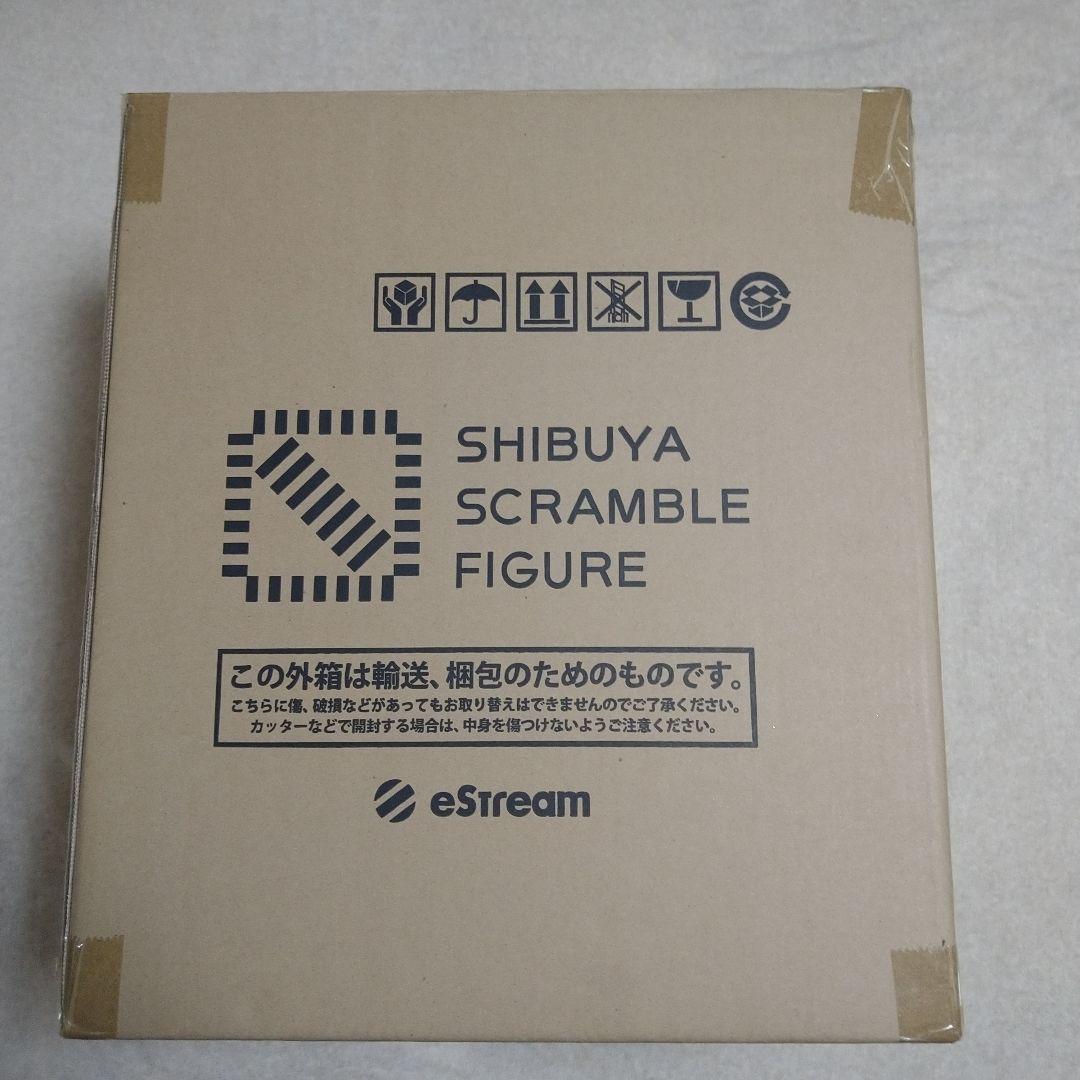 SHIBUYA
SCRAMBLE
FIGURE
この外箱は輸送、梱包のためのものです。
こちらに傷、破損などがあってもお取り替えはできませんのでご了承ください。
カッターなどで開封する場合は、中身を傷つけないようご注意ください。
eStream